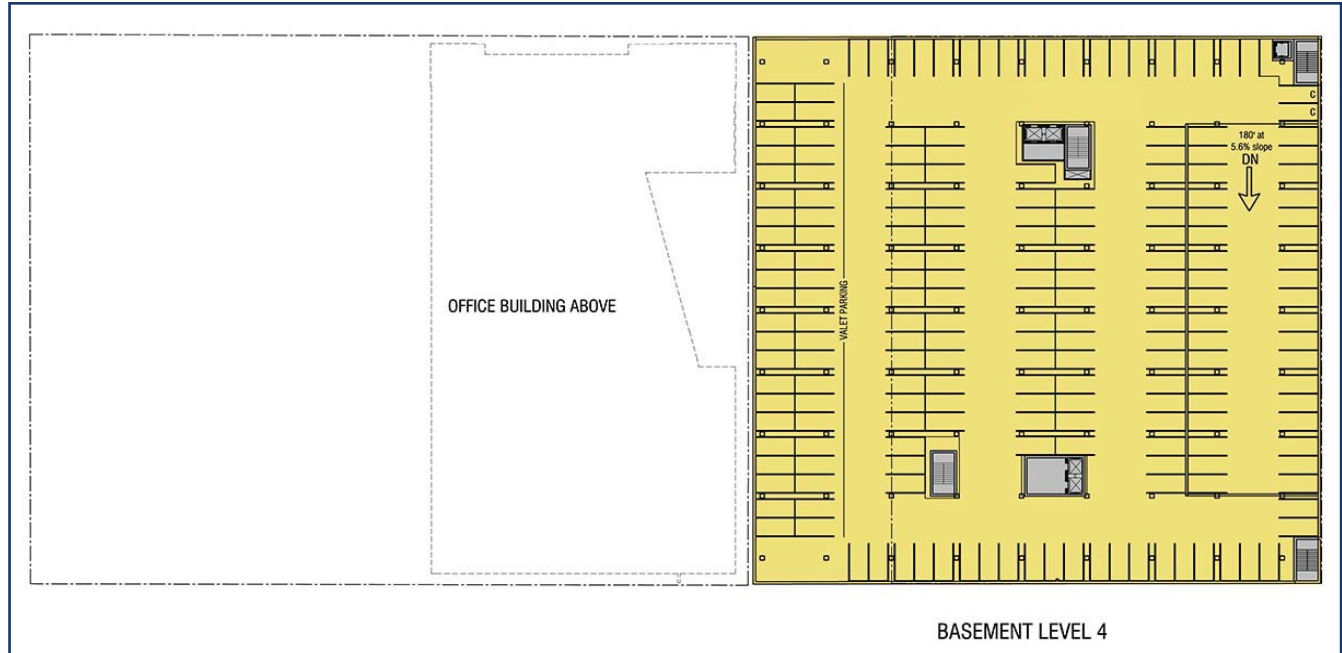 C
C
180' at
5.6% slope
DN
OFFICE BUILDING ABOVE
VALET PARKING
BASEMENT LEVEL 4